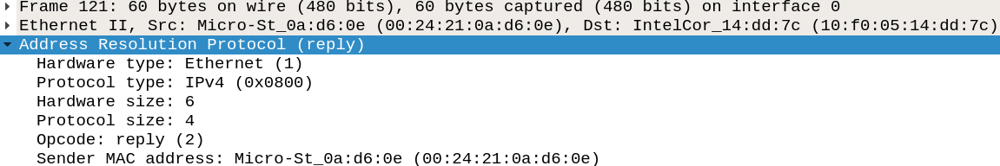 Frame 121: 60 bytes on wire (480 bits), 60 bytes captured (480 bits) on interface 0
Ethernet II, Src: Micro-St_0a:d6:0e (00:24:21:0a:d6:0e), Dst: IntelCor_14:dd:7c (10:f0:05:14:dd:7c)
Address Resolution Protocol (reply)
Hardware type: Ethernet (1)
Protocol type: IPv4 (0x0800)
Hardware size: 6
Protocol size: 4
Opcode: reply (2)
Sender MAC address: Micro-St_0a:d6:0e (00:24:21:0a:d6:0e)